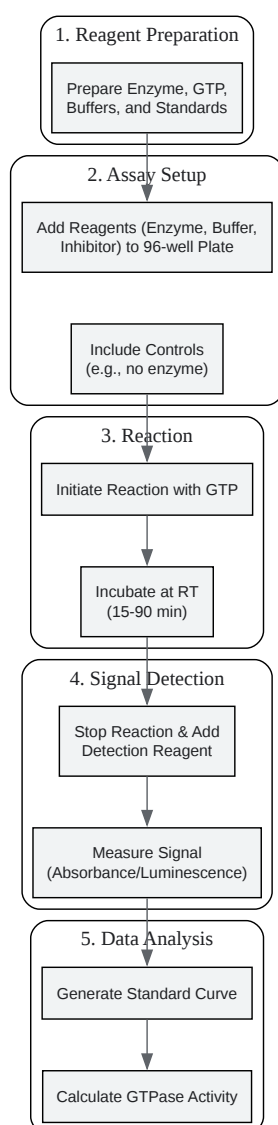 1. Reagent Preparation
Prepare Enzyme, GTP,
Buffers, and Standards
2. Assay Setup
Add Reagents (Enzyme, Buffer,
Inhibitor) to 96-well Plate
Include Controls
(e.g., no enzyme)
3. Reaction
Initiate Reaction with GTP
Incubate at RT
(15-90 min)
4. Signal Detection
Stop Reaction & Add
Detection Reagent
Measure Signal
(Absorbance/Luminescence)
5. Data Analysis
Generate Standard Curve
Calculate GTPase Activity